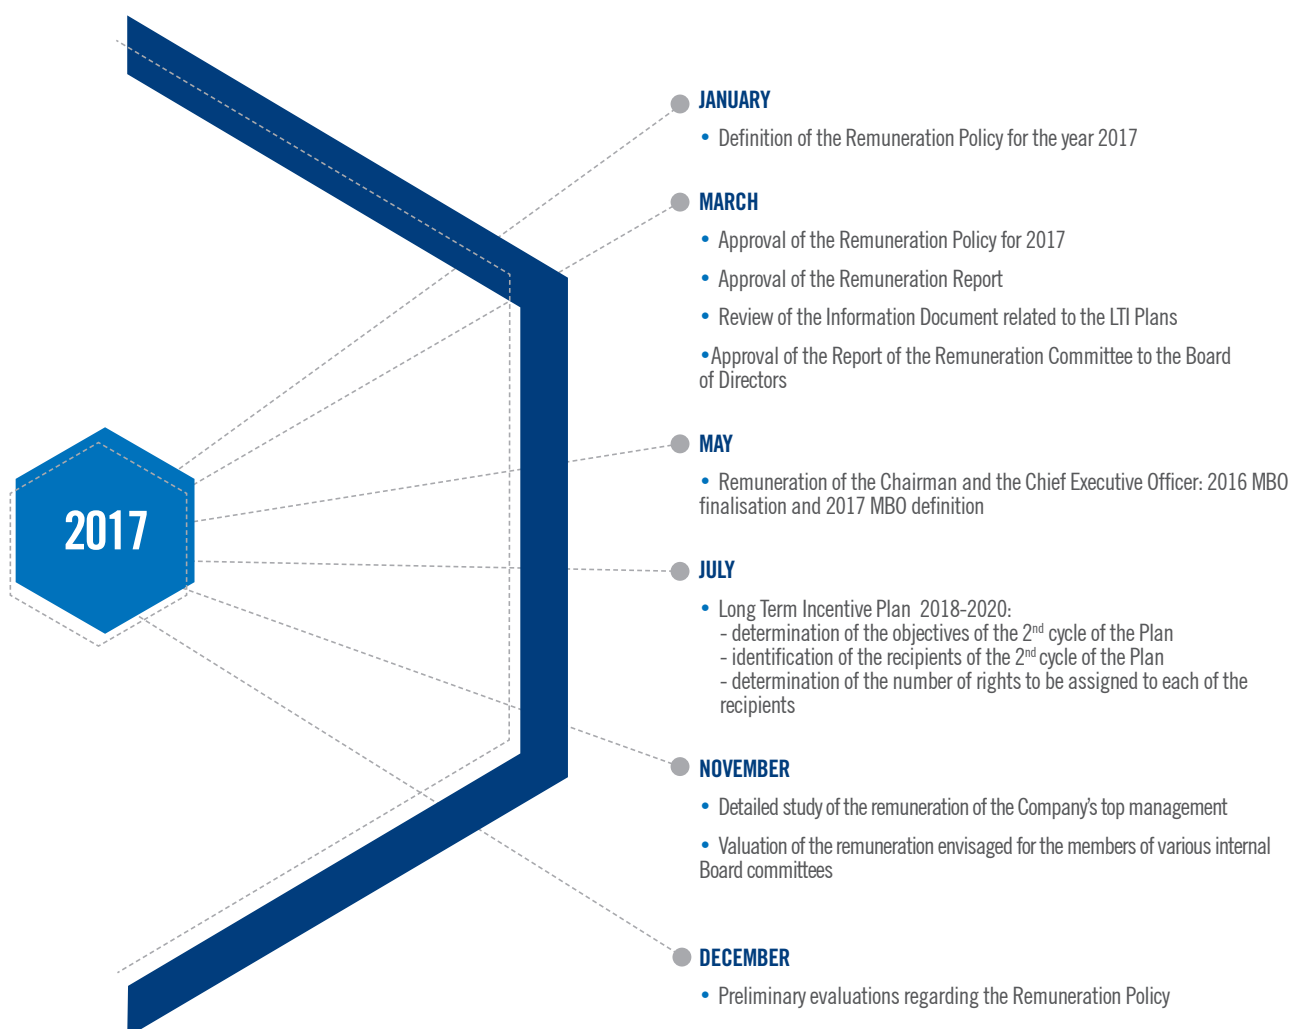 2017
JANUARY
• Definition of the Remuneration Policy for the year 2017
MARCH
• Approval of the Remuneration Policy for 2017
• Approval of the Remuneration Report
• Review of the Information Document related to the LTI Plans
•Approval of the Report of the Remuneration Committee to the Board
of Directors
MAY
• Remuneration of the Chairman and the Chief Executive Officer: 2016 MBO
finalisation and 2017 MBO definition
JULY
• Long Term Incentive Plan 2018-2020:
- determination of the objectives of the 2nd cycle of the Plan
- identification of the recipients of the 2nd cycle of the Plan
- determination of the number of rights to be assigned to each of the
recipients
NOVEMBER
• Detailed study of the remuneration of the Company's top management
• Valuation of the remuneration envisaged for the members of various internal
Board committees
DECEMBER
• Preliminary evaluations regarding the Remuneration Policy